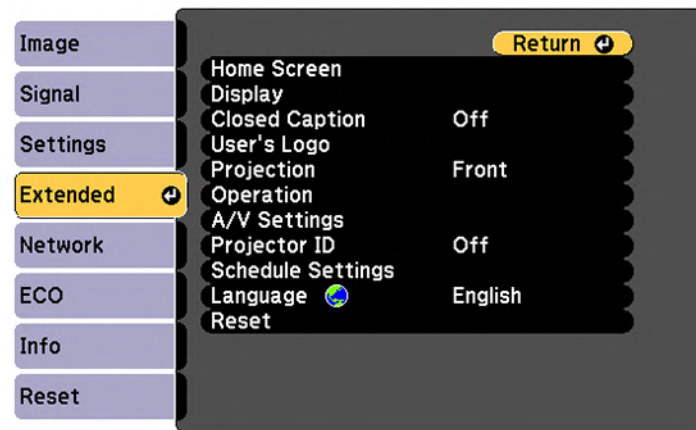 Image
Signal
Settings
Extended
Network
ECO
Info
Reset
Return
Home Screen
Display
Closed Caption Off
User's Logo
Projection Front
Operation
A/V Settings
Projector ID Off
Schedule Settings
Language English
Reset